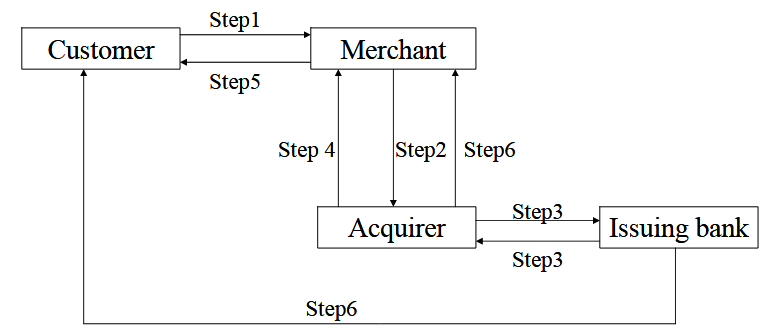 Step1
Customer
Merchant
Step5
Step 4
Step2
Step6
Acquirer
Step3
Issuing bank
Step3
Step6